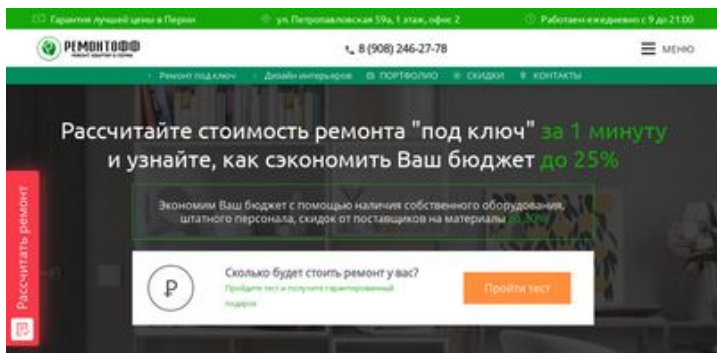 Гарантия лучшей цены в Перми
ул. Петропавловская 59а, 1 этаж, офис 2
Работаем ежедневно с 9 до 21:00
РЕМОНТОФФ
РЕМОНТ КВАРТИР В ПЕРМИ
8 (908) 246-27-78
МЕНЮ
Ремонт под ключ
Дизайн интерьеров
ПОРТФОЛИО
СКИДКИ
КОНТАКТЫ
Рассчитайте стоимость ремонта "под ключ" за 1 минуту
и узнайте, как сэкономить Ваш бюджет до 25%
Экономим Ваш бюджет с помощью наличия собственного оборудования,
штатного персонала, скидок от поставщиков на материалы до 30%
Рассчитать ремонт
Сколько будет стоить ремонт у вас?
Пройдите тест и получите гарантированный
подарок
Пройти тест